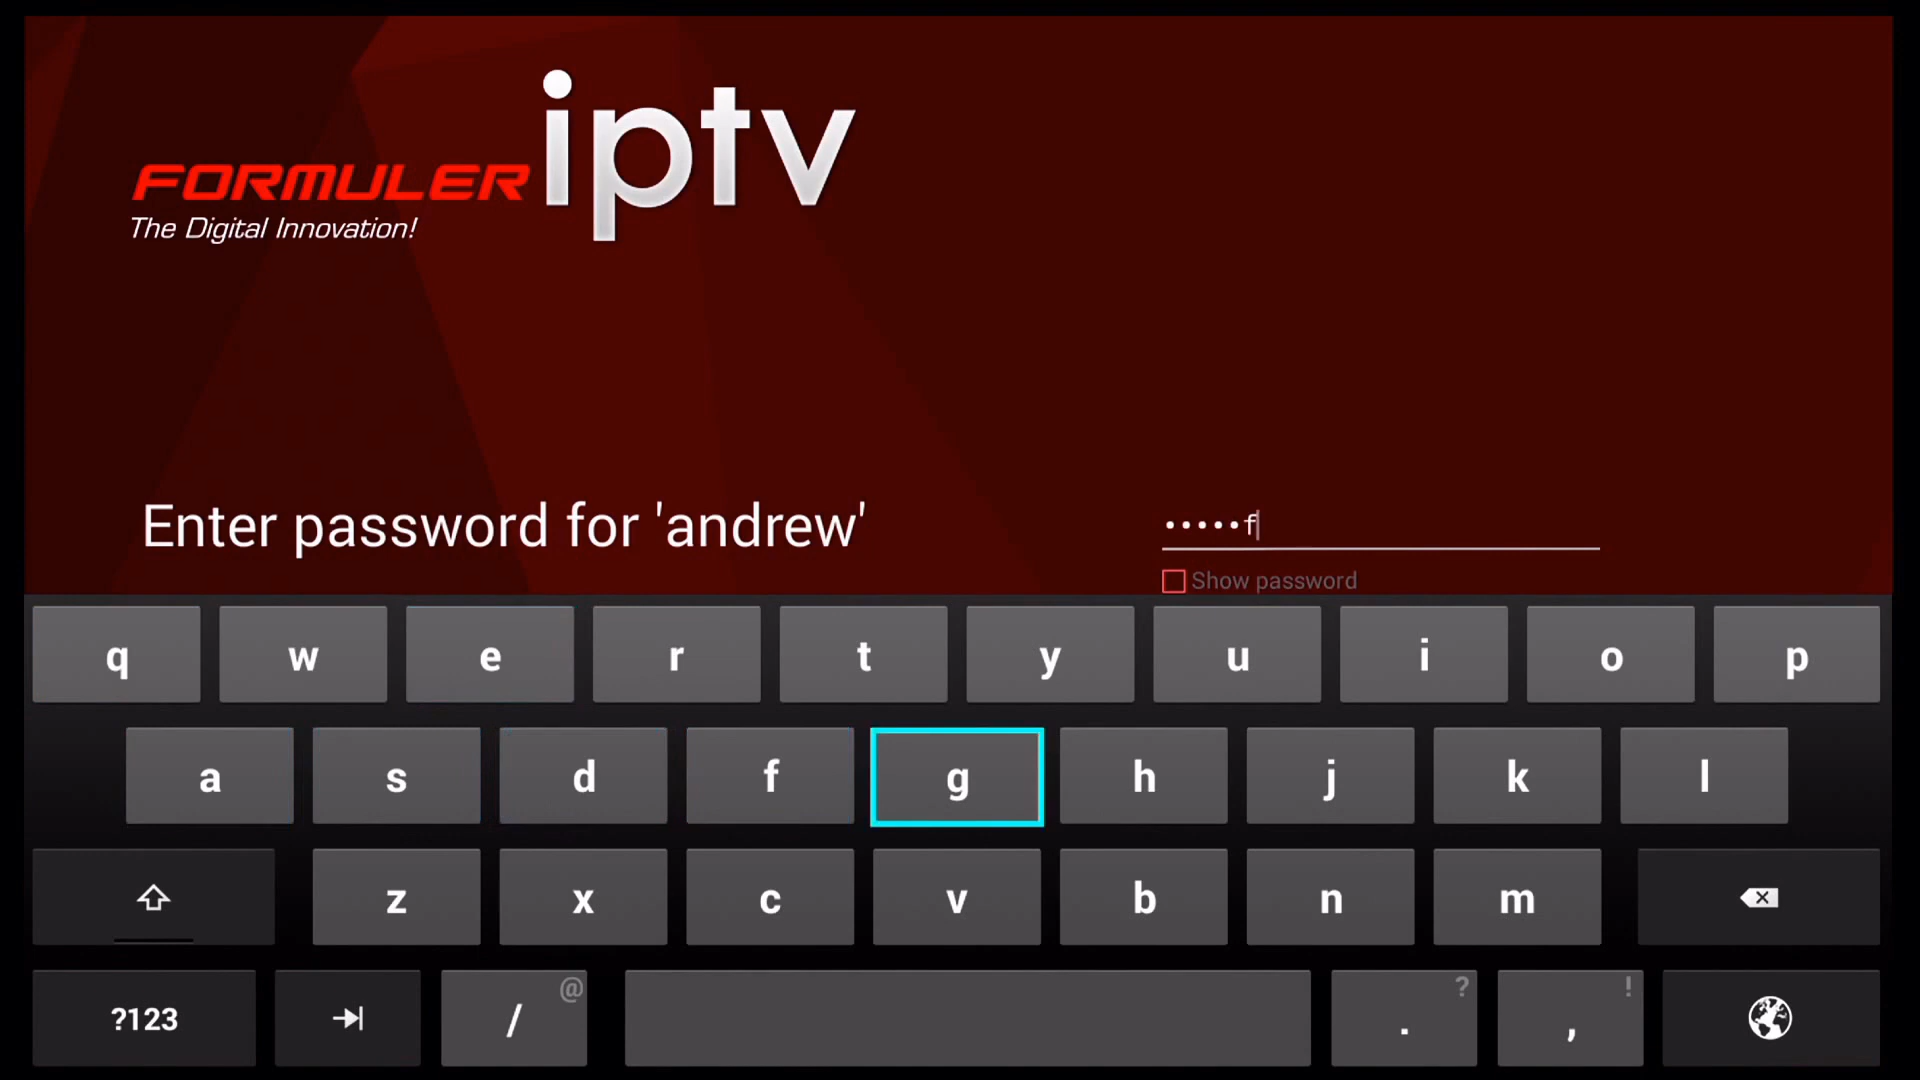 iptv
FORMULER
The Digital Innovation!
Enter password for 'andrew'
•••••f
Show password
q w e r t y u i o p
a s d f g h j k l
z x c v b n m
?123 / @ . ? , !